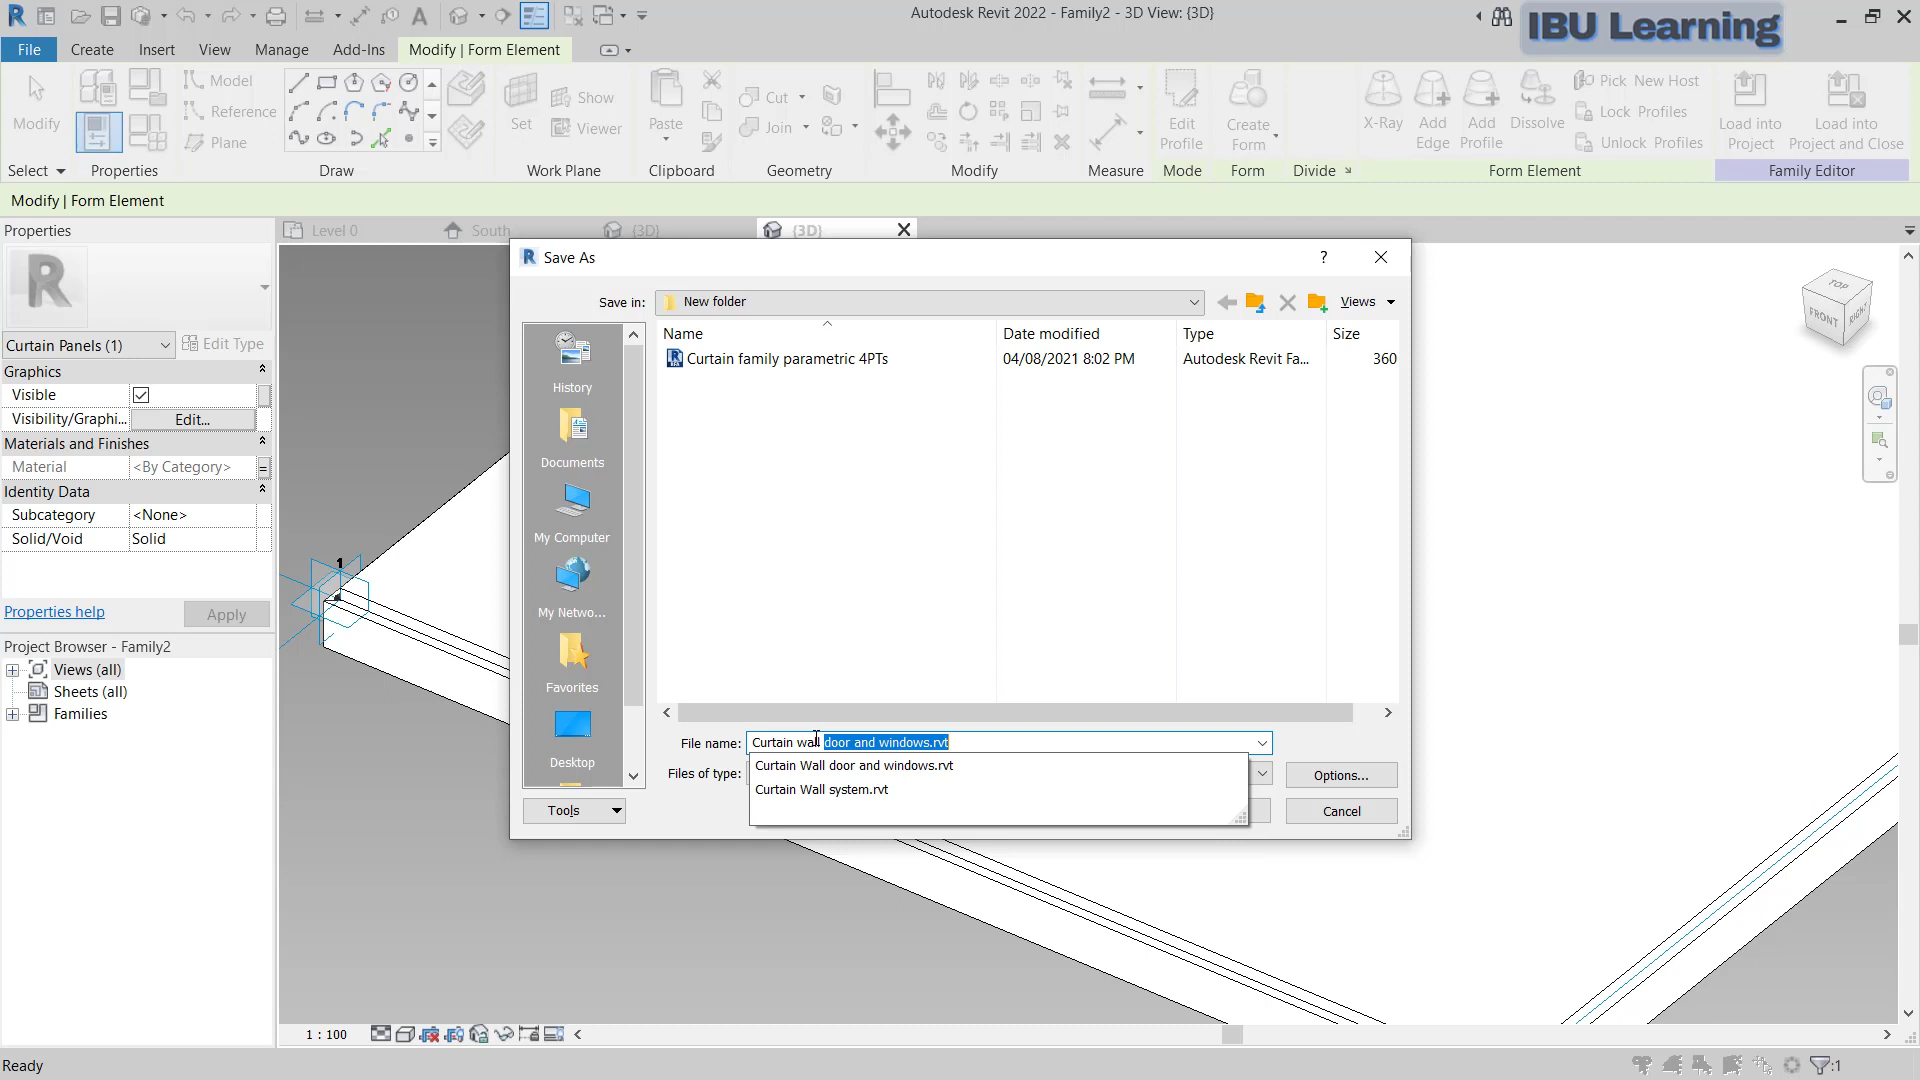 Autodesk Revit 2022 - Family2 - 3D View: {3D}
IBU Learning
File
Create
Insert
View
Manage
Add-Ins
Modify | Form Element
Modify
Model
Reference
Plane
Set
Show
Viewer
Paste
Cut
Join
Edit Profile
Create Form
X-Ray
Add Edge
Add Profile
Dissolve
Pick New Host
Lock Profiles
Unlock Profiles
Load into Project
Load into Project and Close
Select
Properties
Draw
Work Plane
Clipboard
Geometry
Modify
Measure
Mode
Form
Divide
Form Element
Family Editor
Modify | Form Element
Properties
Level 0
South
{3D}
{3D}
R
Curtain Panels (1)
Edit Type
Graphics
Visible
Visibility/Graphi...
Edit...
Materials and Finishes
Material
<By Category>
=
Identity Data
Subcategory
<None>
Solid/Void
Solid
Properties help
Apply
Project Browser - Family2
Views (all)
Sheets (all)
Families
1
Save As
?
Save in:
New folder
Views
Name
Date modified
Type
Size
Curtain family parametric 4PTs
04/08/2021 8:02 PM
Autodesk Revit Fa...
360
History
Documents
My Computer
My Netwo...
Favorites
Desktop
File name:
Curtain wall door and windows.rvt
Files of type:
Curtain Wall door and windows.rvt
Curtain Wall system.rvt
Options...
Tools
Cancel
TOP
FRONT
RIGHT
1 : 100
Ready
:1